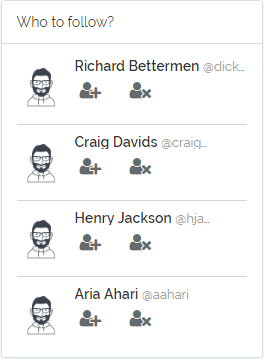 Who to follow?
Richard Bettermen @dick...
Craig Davids @craig...
Henry Jackson @hja...
Aria Ahari @aahari